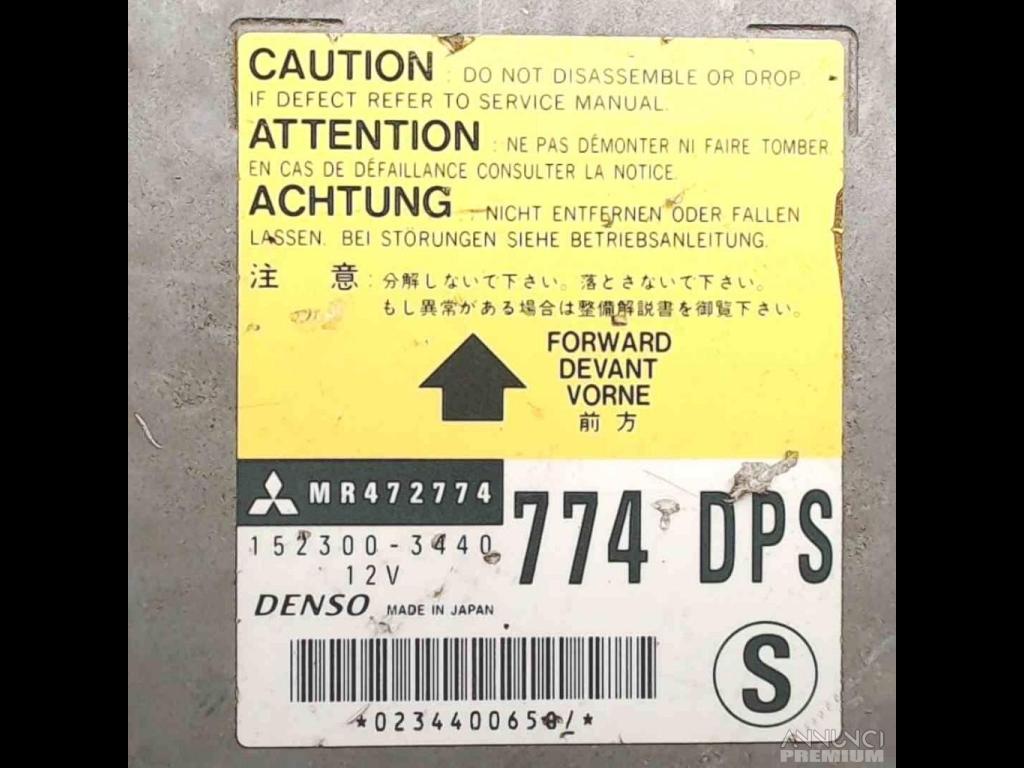 CAUTION : DO NOT DISASSEMBLE OR DROP.
IF DEFECT REFER TO SERVICE MANUAL.
ATTENTION : NE PAS DÉMONTER NI FAIRE TOMBER
EN CAS DE DÉFAILLANCE CONSULTER LA NOTICE.
ACHTUNG : NICHT ENTFERNEN ODER FALLEN
LASSEN. BEI STÖRUNGEN SIEHE BETRIEBSANLEITUNG.
注 意 : 分解しないで下さい。落とさないで下さい。
もし異常がある場合は整備解説書を御覧下さい。
FORWARD
DEVANT
VORNE
前方
MR472774
774 DPS
152300-3440
12V
DENSO MADE IN JAPAN
S
ANNUNCI
PREMIUM